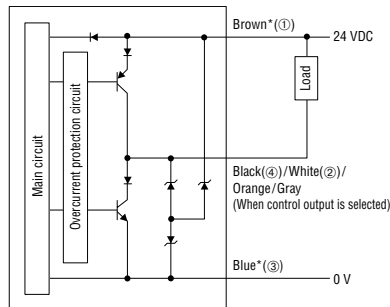 Brown*(①)
24 VDC
Load
Main circuit
Overcurrent protection circuit
Black(④)/White(②)/
Orange/Gray
(When control output is selected)
Blue*(③)
0 V